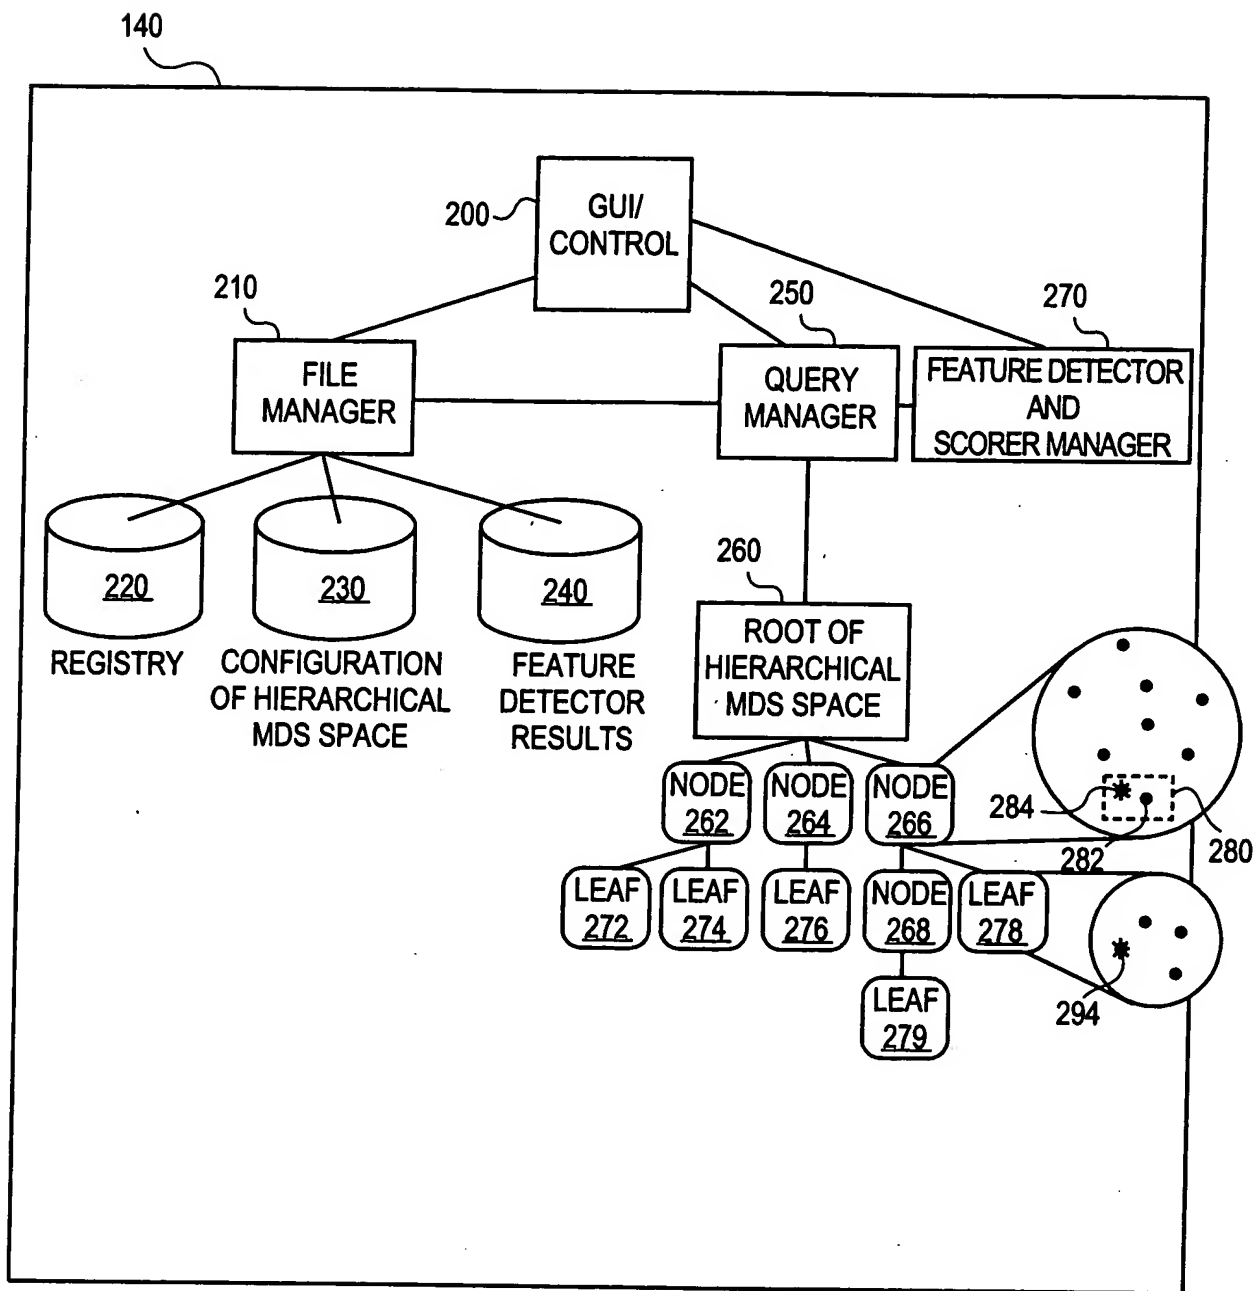 140
200
GUI/
CONTROL
210
250
270
FILE
MANAGER
QUERY
MANAGER
FEATURE DETECTOR
AND
SCORER MANAGER
220
230
240
260
REGISTRY
CONFIGURATION
OF HIERARCHICAL
MDS SPACE
FEATURE
DETECTOR
RESULTS
ROOT OF
HIERARCHICAL
MDS SPACE
NODE
262
NODE
264
NODE
266
284
282
280
LEAF
272
LEAF
274
LEAF
276
NODE
268
LEAF
278
294
LEAF
279